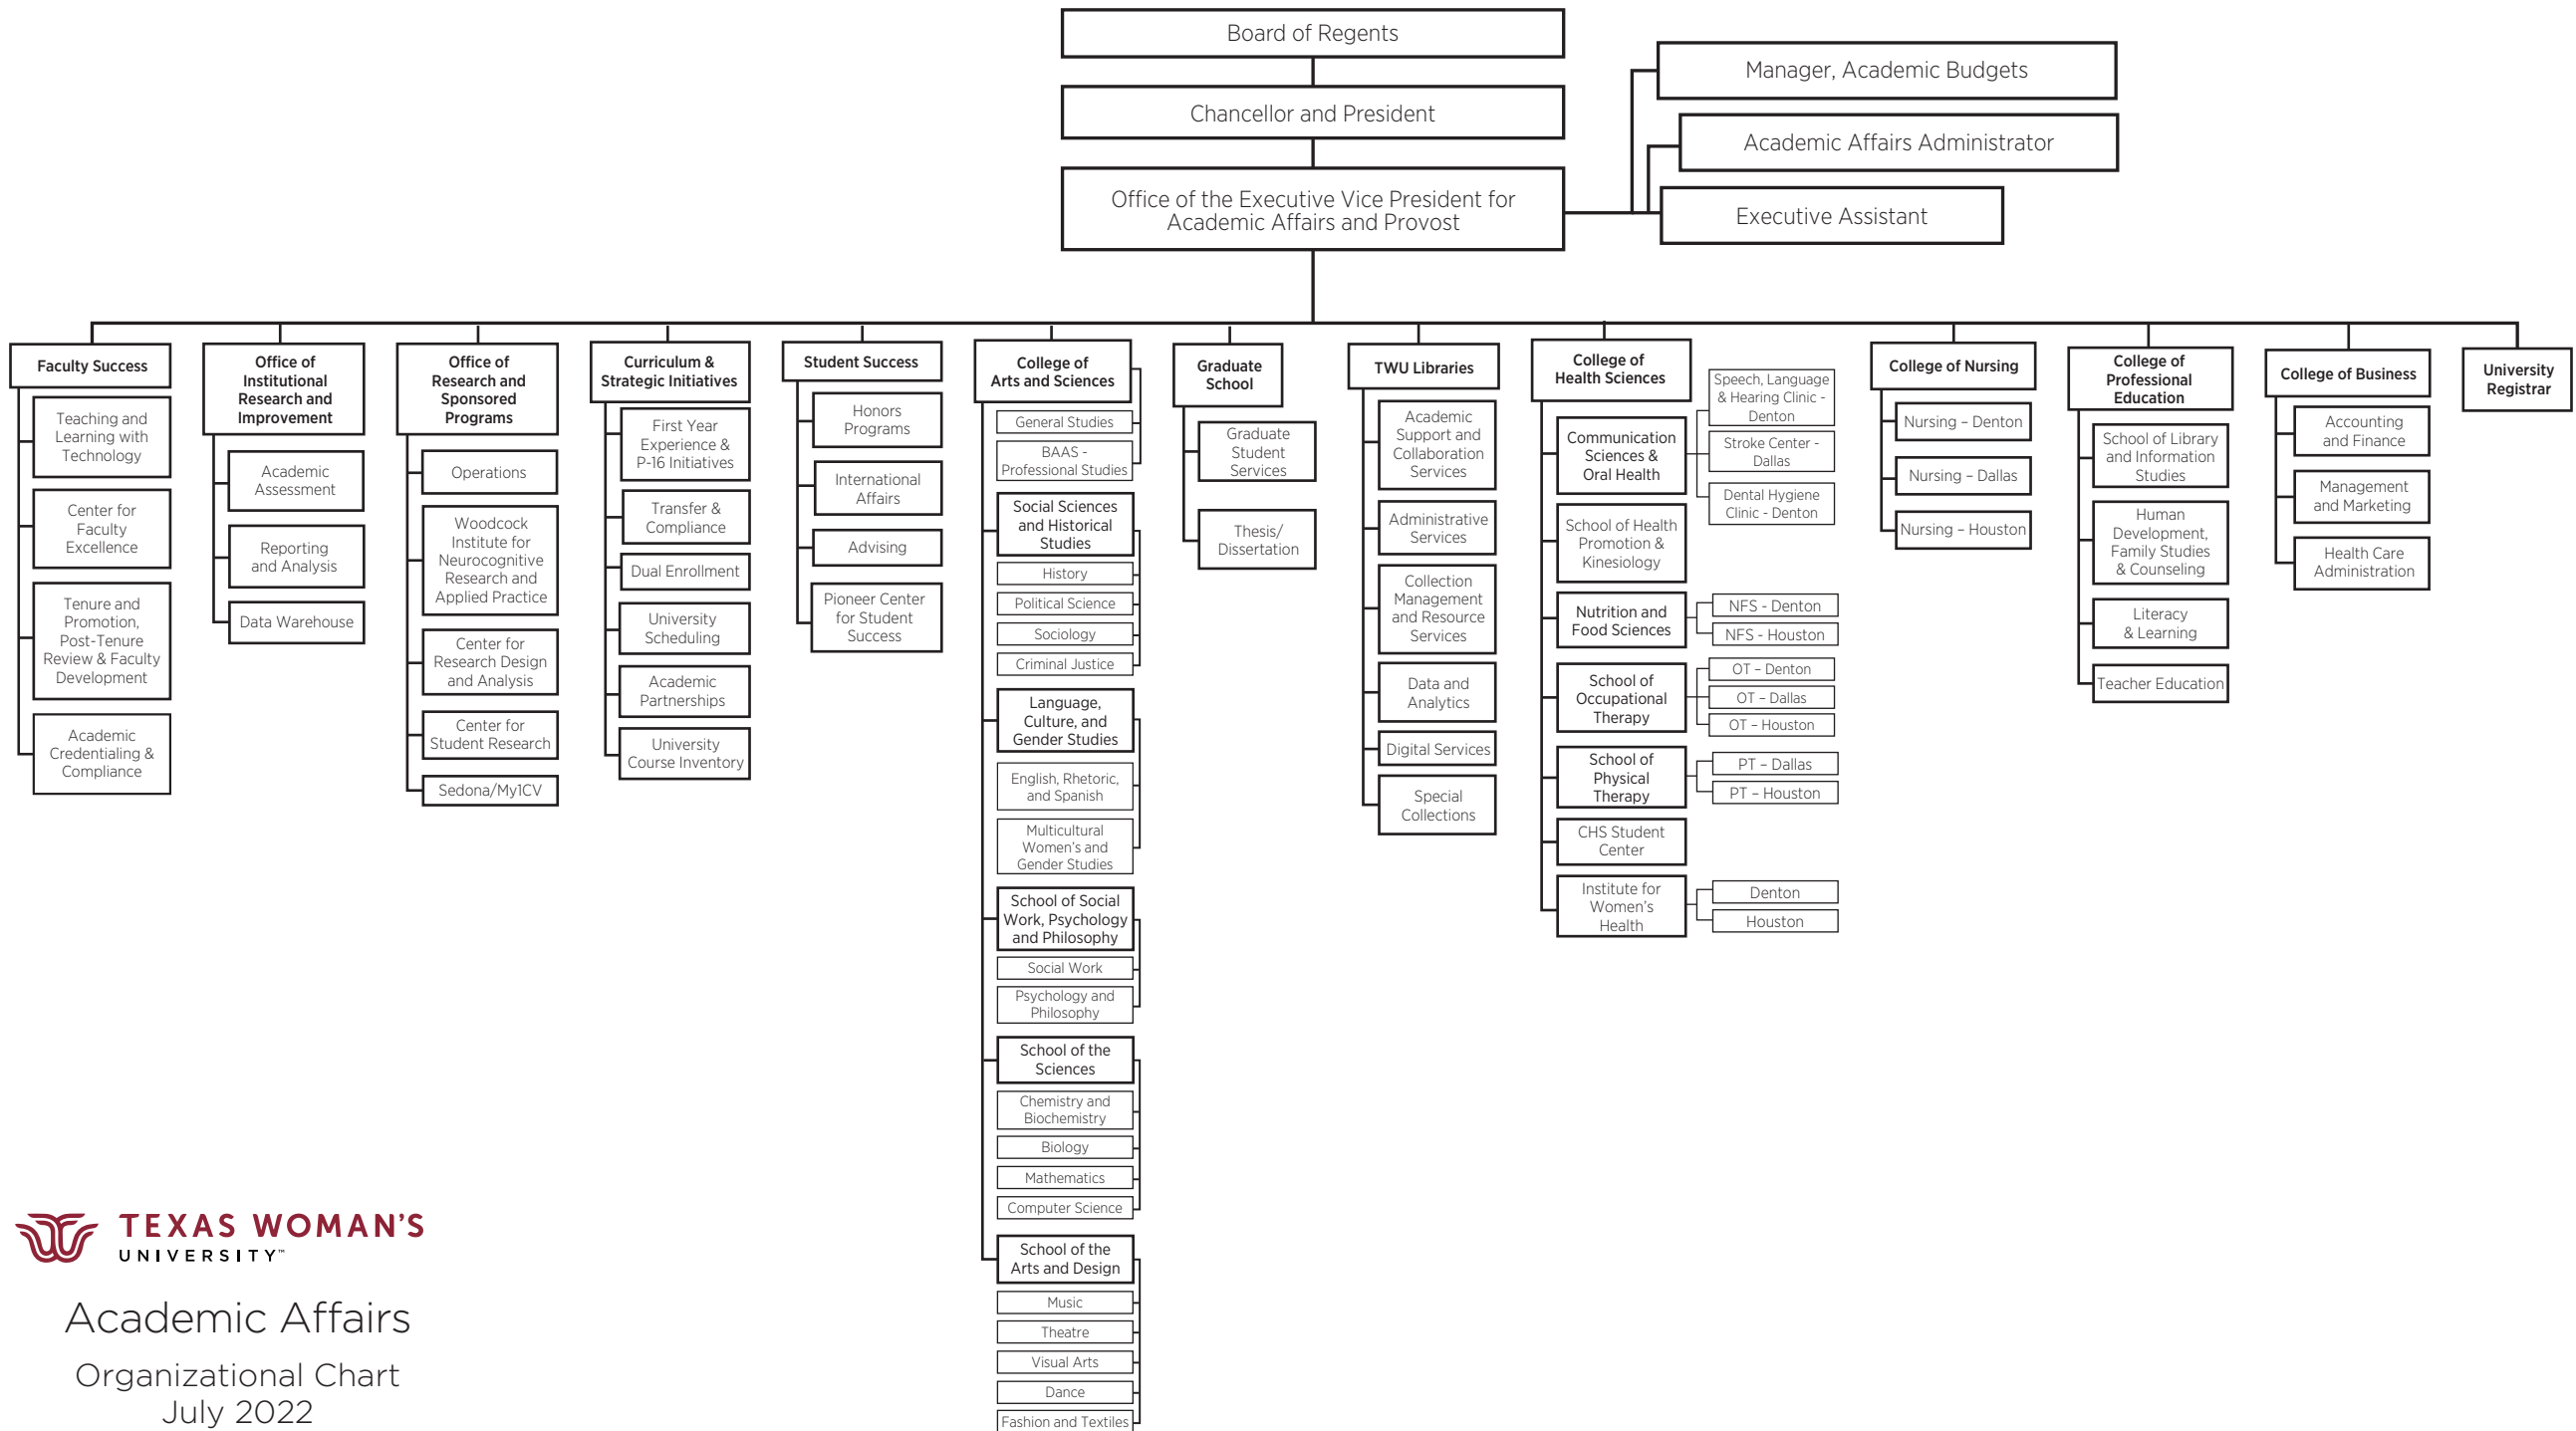 Board of Regents
Chancellor and President
Office of the Executive Vice President for
Academic Affairs and Provost
Manager, Academic Budgets
Academic Affairs Administrator
Executive Assistant
Faculty Success
Teaching and
Learning with
Technology
Center for
Faculty
Excellence
Tenure and
Promotion,
Post-Tenure
Review & Faculty
Development
Academic
Credentialing &
Compliance
Office of
Institutional
Research and
Improvement
Academic
Assessment
Reporting
and Analysis
Data Warehouse
Office of
Research and
Sponsored
Programs
Operations
Woodcock
Institute for
Neurocognitive
Research and
Applied Practice
Center for
Research Design
and Analysis
Center for
Student Research
Sedona/My1CV
Curriculum &
Strategic Initiatives
First Year
Experience &
P-16 Initiatives
Transfer &
Compliance
Dual Enrollment
University
Scheduling
Academic
Partnerships
University
Course Inventory
Student Success
Honors
Programs
International
Affairs
Advising
Pioneer Center
for Student
Success
College of
Arts and Sciences
General Studies
BAAS -
Professional Studies
Social Sciences
and Historical
Studies
History
Political Science
Sociology
Criminal Justice
Language,
Culture, and
Gender Studies
English, Rhetoric,
and Spanish
Multicultural
Women's and
Gender Studies
School of Social
Work, Psychology
and Philosophy
Social Work
Psychology and
Philosophy
School of the
Sciences
Chemistry and
Biochemistry
Biology
Mathematics
Computer Science
School of the
Arts and Design
Music
Theatre
Visual Arts
Dance
Fashion and Textiles
Graduate
School
Graduate
Student
Services
Thesis/
Dissertation
TWU Libraries
Academic
Support and
Collaboration
Services
Administrative
Services
Collection
Management
and Resource
Services
Data and
Analytics
Digital Services
Special
Collections
College of
Health Sciences
Communication
Sciences &
Oral Health
Speech, Language
& Hearing Clinic -
Denton
Stroke Center -
Dallas
Dental Hygiene
Clinic - Denton
School of Health
Promotion &
Kinesiology
Nutrition and
Food Sciences
NFS - Denton
NFS - Houston
School of
Occupational
Therapy
OT – Denton
OT – Dallas
OT – Houston
School of
Physical
Therapy
PT – Dallas
PT – Houston
CHS Student
Center
Institute for
Women's
Health
Denton
Houston
College of Nursing
Nursing – Denton
Nursing – Dallas
Nursing – Houston
College of
Professional
Education
School of Library
and Information
Studies
Human
Development,
Family Studies
& Counseling
Literacy
& Learning
Teacher Education
College of Business
Accounting
and Finance
Management
and Marketing
Health Care
Administration
University
Registrar
TEXAS WOMAN'S
UNIVERSITY™
Academic Affairs
Organizational Chart
July 2022